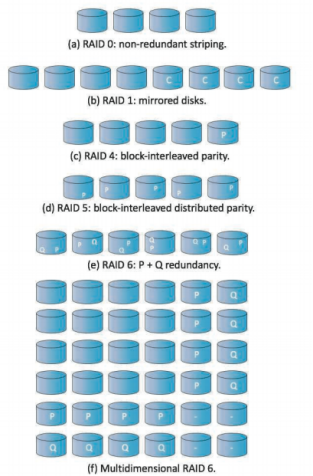 (a) RAID 0: non-redundant striping.
C C C C
(b) RAID 1: mirrored disks.
P
(c) RAID 4: block-interleaved parity.
P P P P P
(d) RAID 5: block-interleaved distributed parity.
Q P P Q Q P Q P Q P Q P
(e) RAID 6: P + Q redundancy.
P Q
P Q
P Q
P Q
P P P P - -
Q Q Q Q - -
(f) Multidimensional RAID 6.